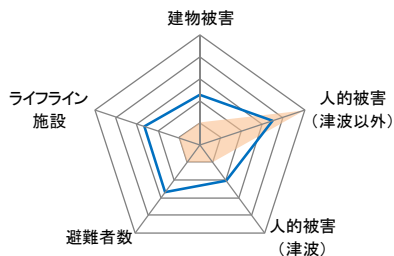 建物被害
ライフライン
施設
人的被害
（津波以外）
避難者数
人的被害
（津波）